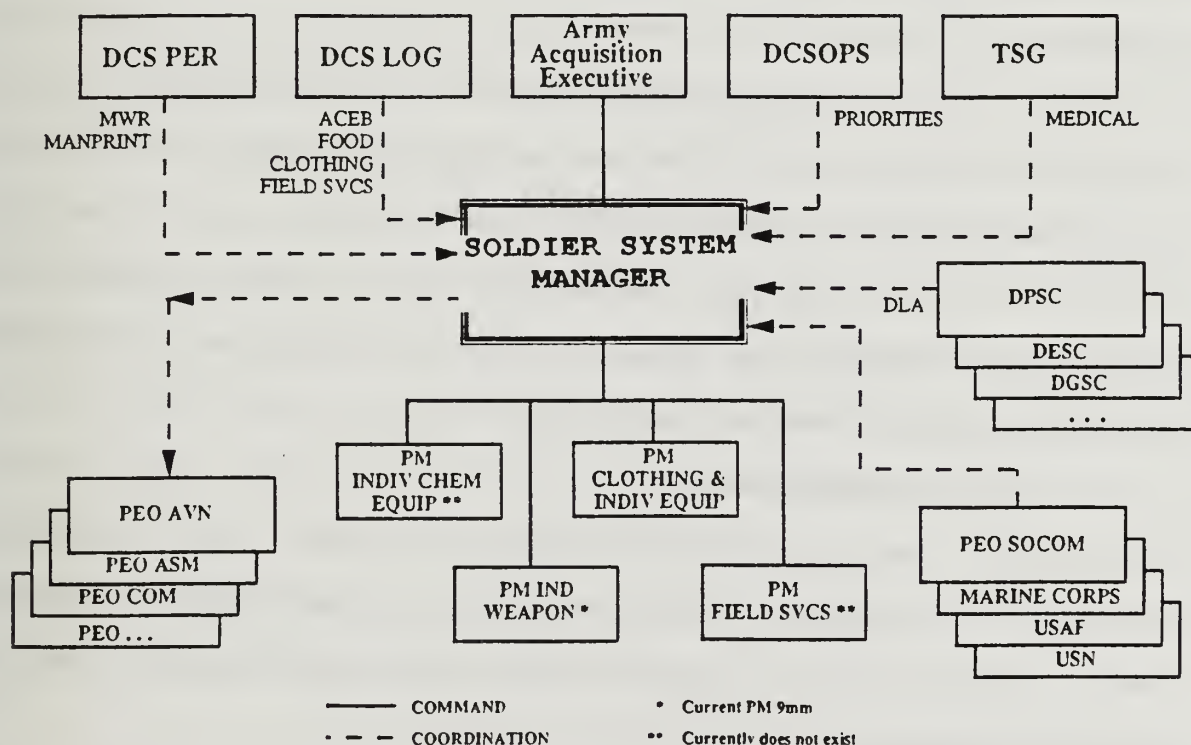 DCS PER
DCS LOG
Army
Acquisition
Executive
DCSOPS
TSG
MWR
MANPRINT
ACEB
FOOD
CLOTHING
FIELD SVCS
PRIORITIES
MEDICAL
SOLDIER SYSTEM
MANAGER
DLA
DPSC
DESC
DGSC
. . .
PM
INDIV CHEM
EQUIP **
PM
CLOTHING &
INDIV EQUIP
PEO AVN
PEO ASM
PEO COM
PEO . . .
PM IND
WEAPON *
PM
FIELD SVCS **
PEO SOCOM
MARINE CORPS
USAF
USN
COMMAND
* Current PM 9mm
COORDINATION
** Currently does not exist